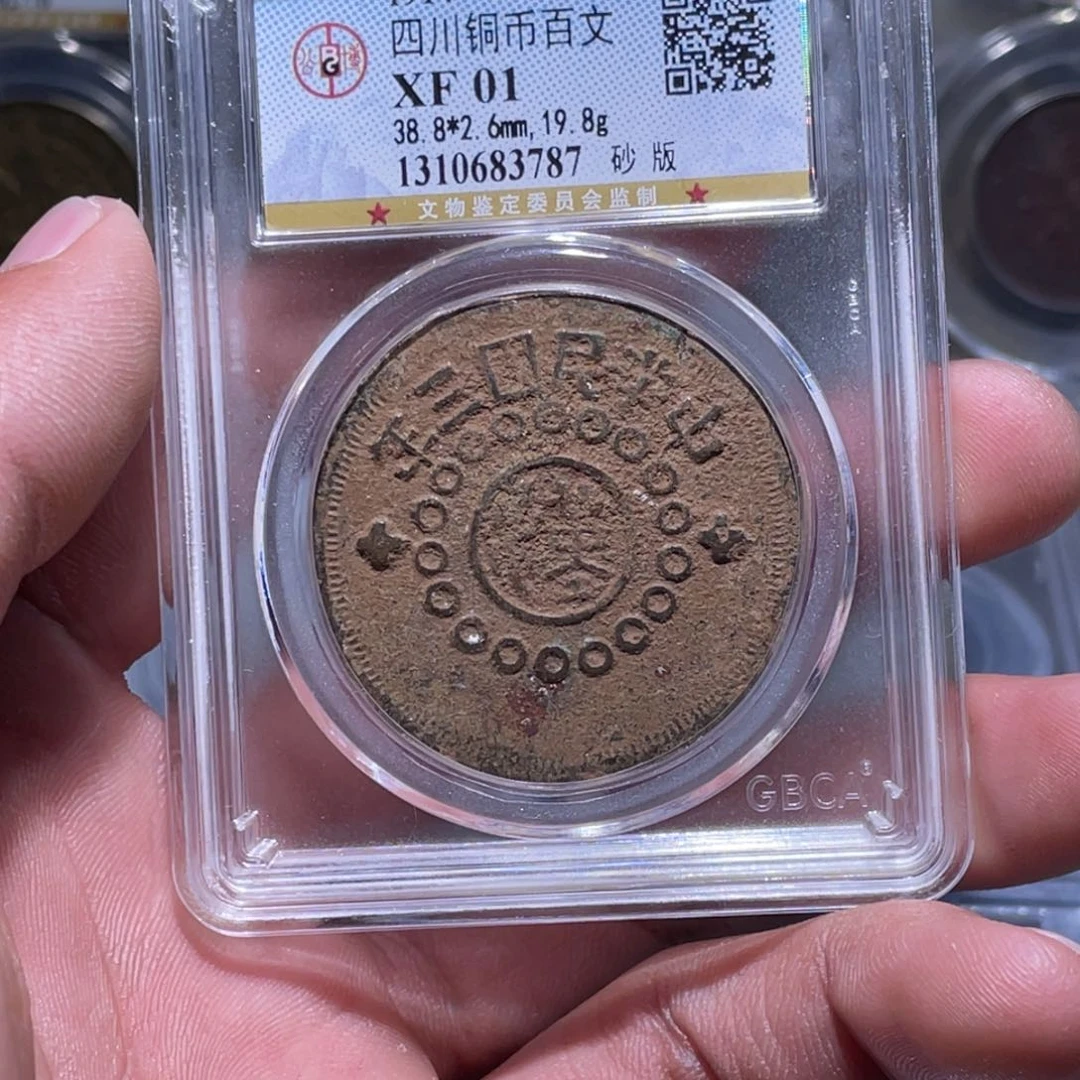 四川铜币百文
XF 01
38.8*2.6mm,19.8g
1310683787 砂版
文物鉴定委员会监制
年三国民华中
漢
GBCA